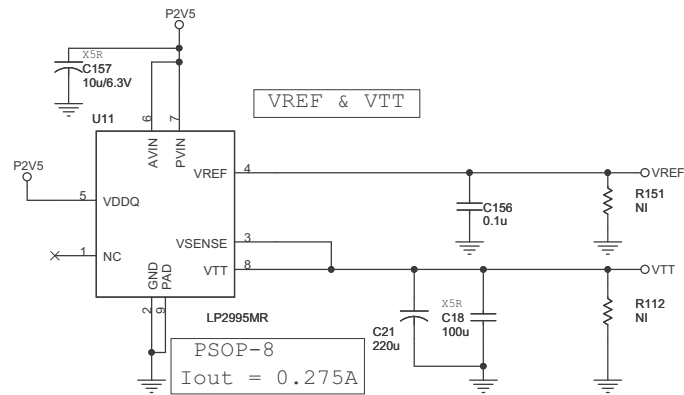 P2V5
X5R
C157
10u/6.3V
VREF & VTT
U11
6
7
AVIN
PVIN
P2V5
VREF
4
VREF
5
VDDQ
C156
0.1u
R151
NI
VSENSE
3
1
NC
VTT
8
VTT
GND
PAD
2
9
LP2995MR
X5R
C21
220u
C18
100u
R112
NI
PSOP-8
Iout = 0.275A